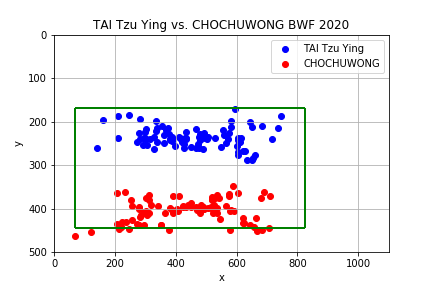 TAI Tzu Ying vs. CHOCHUWONG BWF 2020
TAI Tzu Ying
CHOCHUWONG
0
100
200
300
400
500
y
0 200 400 600 800 1000
x